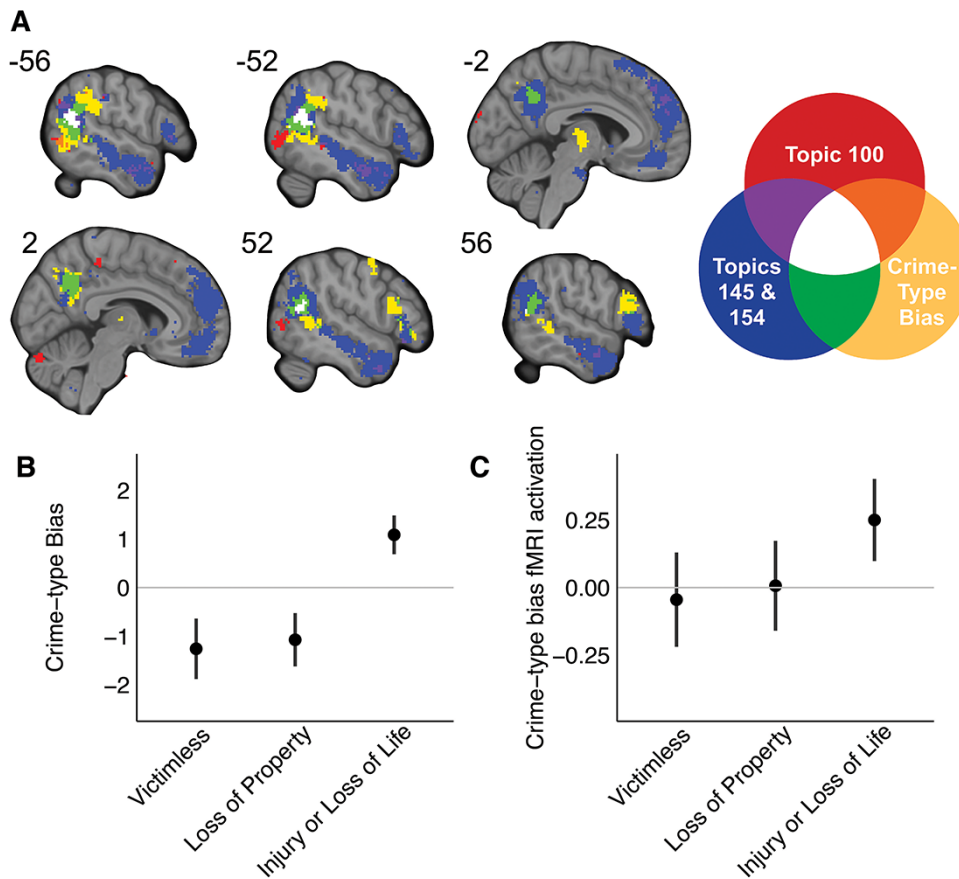 A
-56
-52
-2
2
52
56
Topic 100
Topics
145 &
154
Crime-
Type
Bias
B
Crime−type Bias
2
1
0
−1
−2
Victimless
Loss of Property
Injury or Loss of Life
C
Crime−type bias fMRI activation
0.25
0.00
−0.25
Victimless
Loss of Property
Injury or Loss of Life